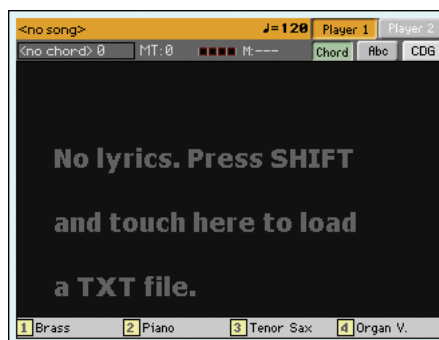 <no song> ♩=120 Player 1 Player 2
<no chord> 0 MT:0 M:--- Chord Abc CDG
No lyrics. Press SHIFT
and touch here to load
a TXT file.
1 Brass 2 Piano 3 Tenor Sax 4 Organ V.